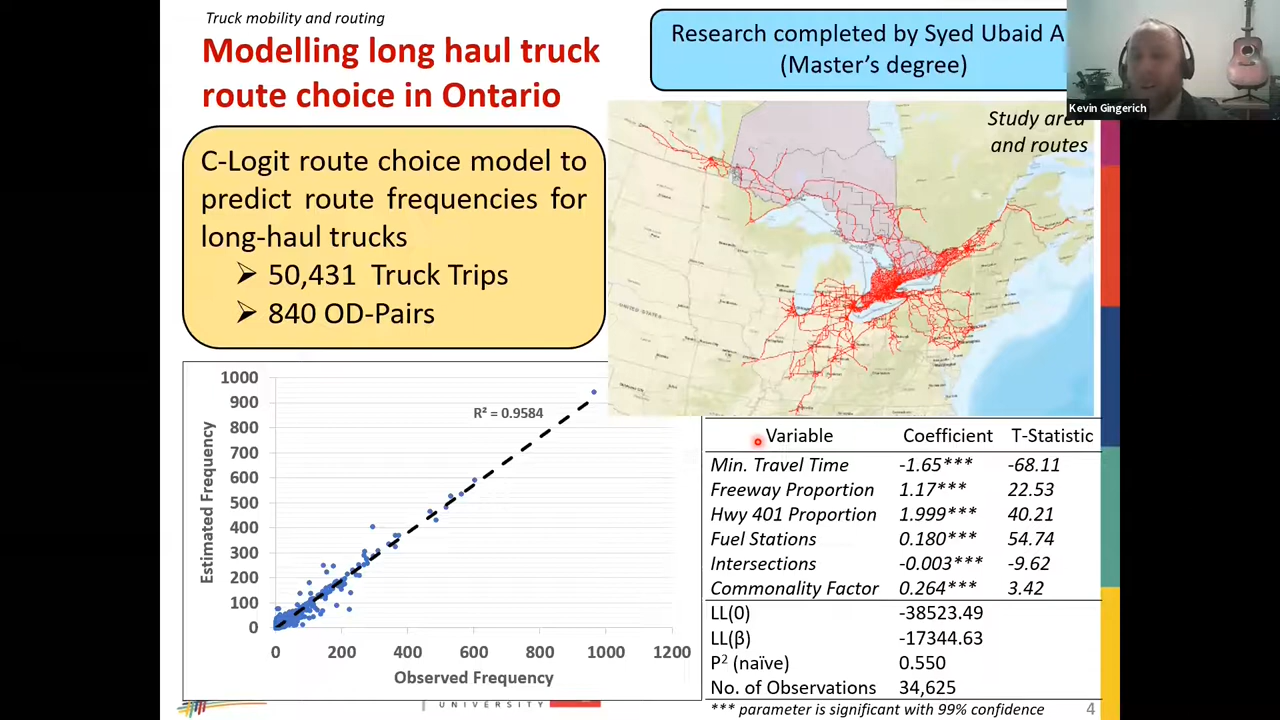 Truck mobility and routing
Modelling long haul truck
route choice in Ontario
Research completed by Syed Ubaid A
(Master's degree)
Kevin Gingerich
C-Logit route choice model to
predict route frequencies for
long-haul trucks
➢ 50,431 Truck Trips
➢ 840 OD-Pairs
Study area
and routes
UNITED STATES
1000
900
800
700
600
500
400
300
200
100
0
Estimated Frequency
R² = 0.9584
0 200 400 600 800 1000 1200
Observed Frequency
Variable Coefficient T-Statistic
Min. Travel Time -1.65*** -68.11
Freeway Proportion 1.17*** 22.53
Hwy 401 Proportion 1.999*** 40.21
Fuel Stations 0.180*** 54.74
Intersections -0.003*** -9.62
Commonality Factor 0.264*** 3.42
LL(0) -38523.49
LL(β) -17344.63
P² (naïve) 0.550
No. of Observations 34,625
*** parameter is significant with 99% confidence
UNIVERSITY
4